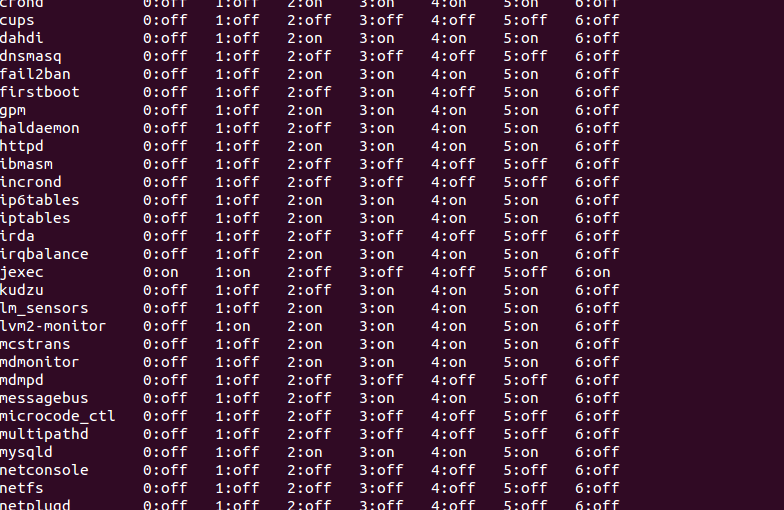 crond 0:off 1:off 2:on 3:on 4:on 5:on 6:off
cups 0:off 1:off 2:off 3:off 4:off 5:off 6:off
dahdi 0:off 1:off 2:on 3:on 4:on 5:on 6:off
dnsmasq 0:off 1:off 2:off 3:off 4:off 5:off 6:off
fail2ban 0:off 1:off 2:on 3:on 4:on 5:on 6:off
firstboot 0:off 1:off 2:off 3:on 4:off 5:on 6:off
gpm 0:off 1:off 2:on 3:on 4:on 5:on 6:off
haldaemon 0:off 1:off 2:off 3:on 4:on 5:on 6:off
httpd 0:off 1:off 2:on 3:on 4:on 5:on 6:off
ibmasm 0:off 1:off 2:off 3:off 4:off 5:off 6:off
incrond 0:off 1:off 2:off 3:off 4:off 5:off 6:off
ip6tables 0:off 1:off 2:on 3:on 4:on 5:on 6:off
iptables 0:off 1:off 2:on 3:on 4:on 5:on 6:off
irda 0:off 1:off 2:off 3:off 4:off 5:off 6:off
irqbalance 0:off 1:off 2:on 3:on 4:on 5:on 6:off
jexec 0:on 1:on 2:off 3:off 4:off 5:off 6:on
kudzu 0:off 1:off 2:off 3:on 4:on 5:on 6:off
lm_sensors 0:off 1:off 2:on 3:on 4:on 5:on 6:off
lvm2-monitor 0:off 1:on 2:on 3:on 4:on 5:on 6:off
mcstrans 0:off 1:off 2:on 3:on 4:on 5:on 6:off
mdmonitor 0:off 1:off 2:on 3:on 4:on 5:on 6:off
mdmpd 0:off 1:off 2:off 3:off 4:off 5:off 6:off
messagebus 0:off 1:off 2:off 3:on 4:on 5:on 6:off
microcode_ctl 0:off 1:off 2:off 3:off 4:off 5:off 6:off
multipathd 0:off 1:off 2:off 3:off 4:off 5:off 6:off
mysqld 0:off 1:off 2:on 3:on 4:on 5:on 6:off
netconsole 0:off 1:off 2:off 3:off 4:off 5:off 6:off
netfs 0:off 1:off 2:off 3:on 4:on 5:on 6:off
netplugd 0:off 1:off 2:off 3:off 4:off 5:off 6:off